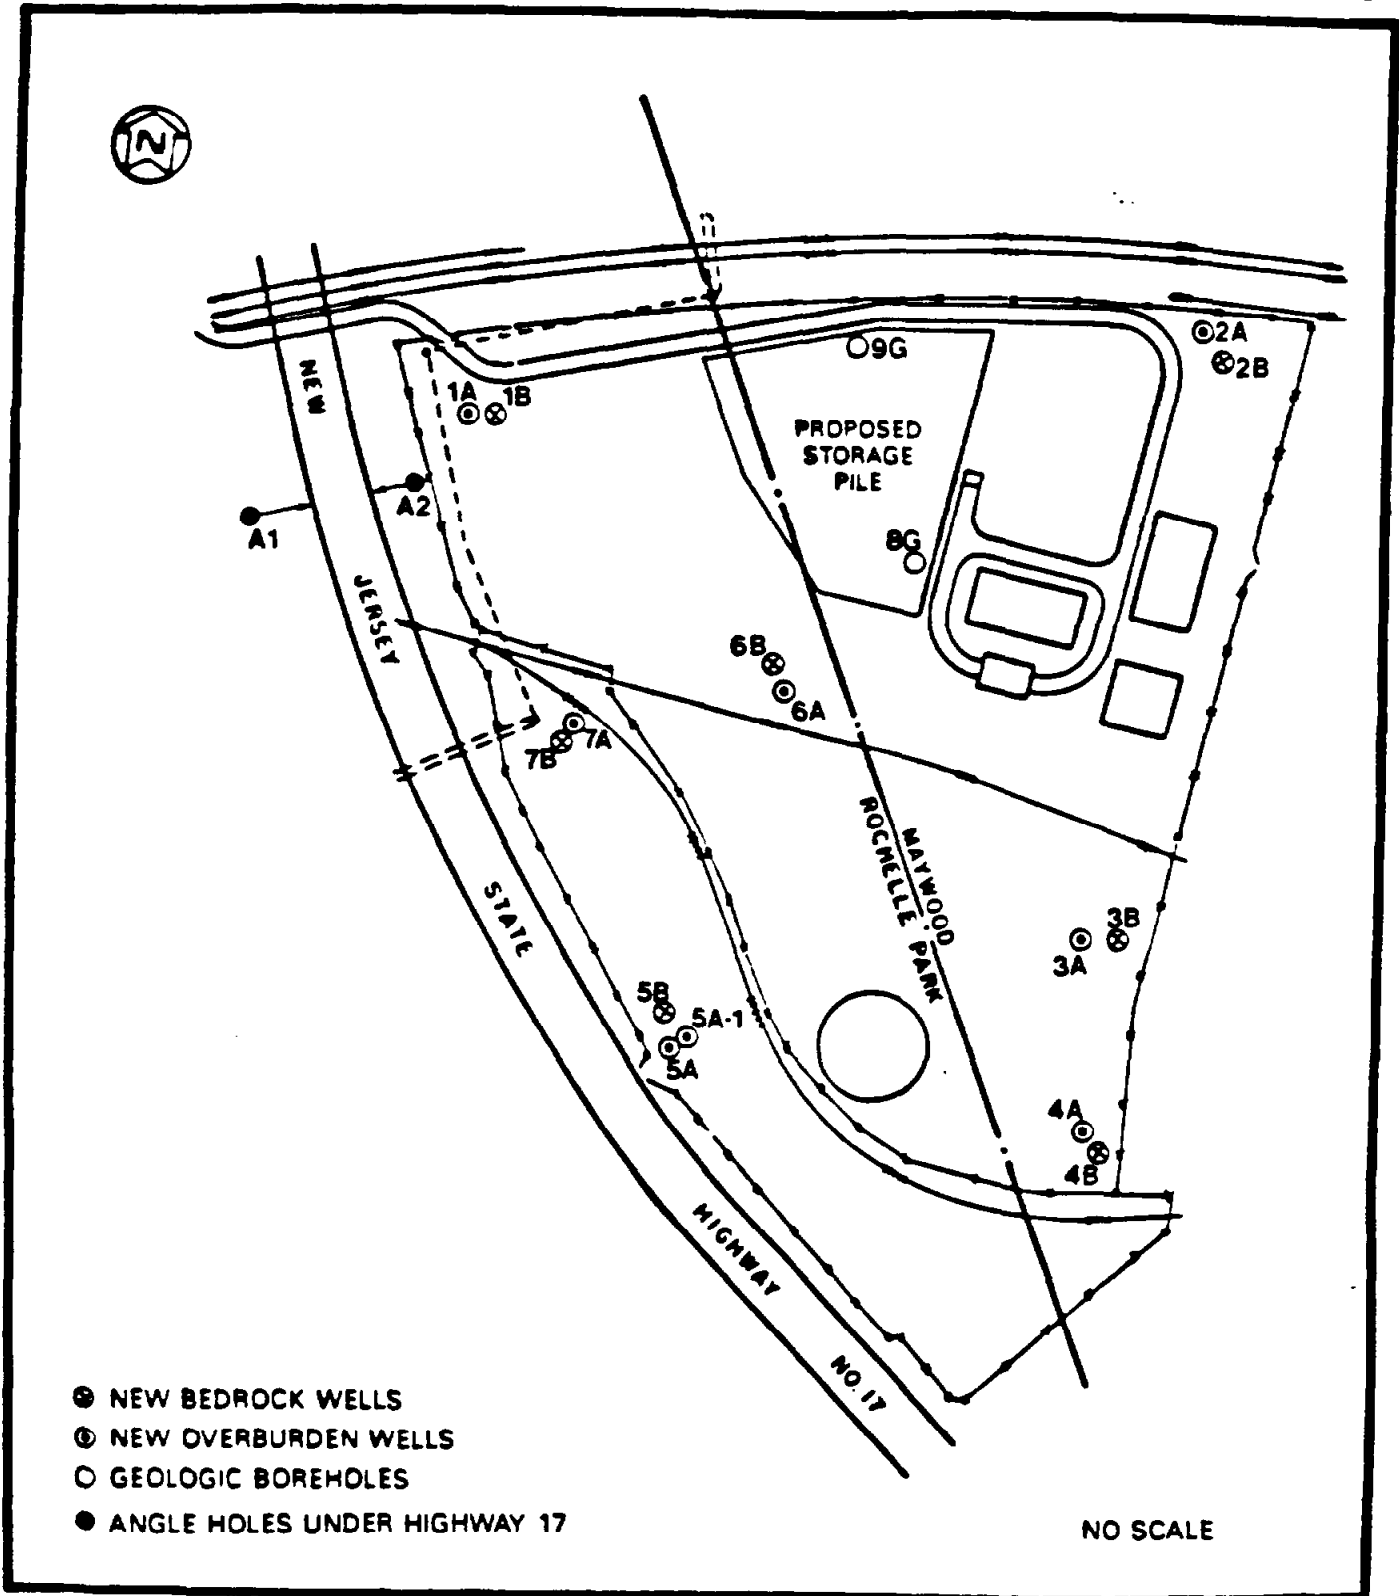 N
2A
9G
2B
NEW
1A
1B
PROPOSED
STORAGE
PILE
A2
A1
8G
JERSEY
6B
6A
7A
7B
MAYWOOD
ROCHELLE PARK
STATE
3B
3A
5B
5A-1
5A
4A
4B
HIGHWAY
NO. 17
NEW BEDROCK WELLS
NEW OVERBURDEN WELLS
GEOLOGIC BOREHOLES
ANGLE HOLES UNDER HIGHWAY 17
NO SCALE